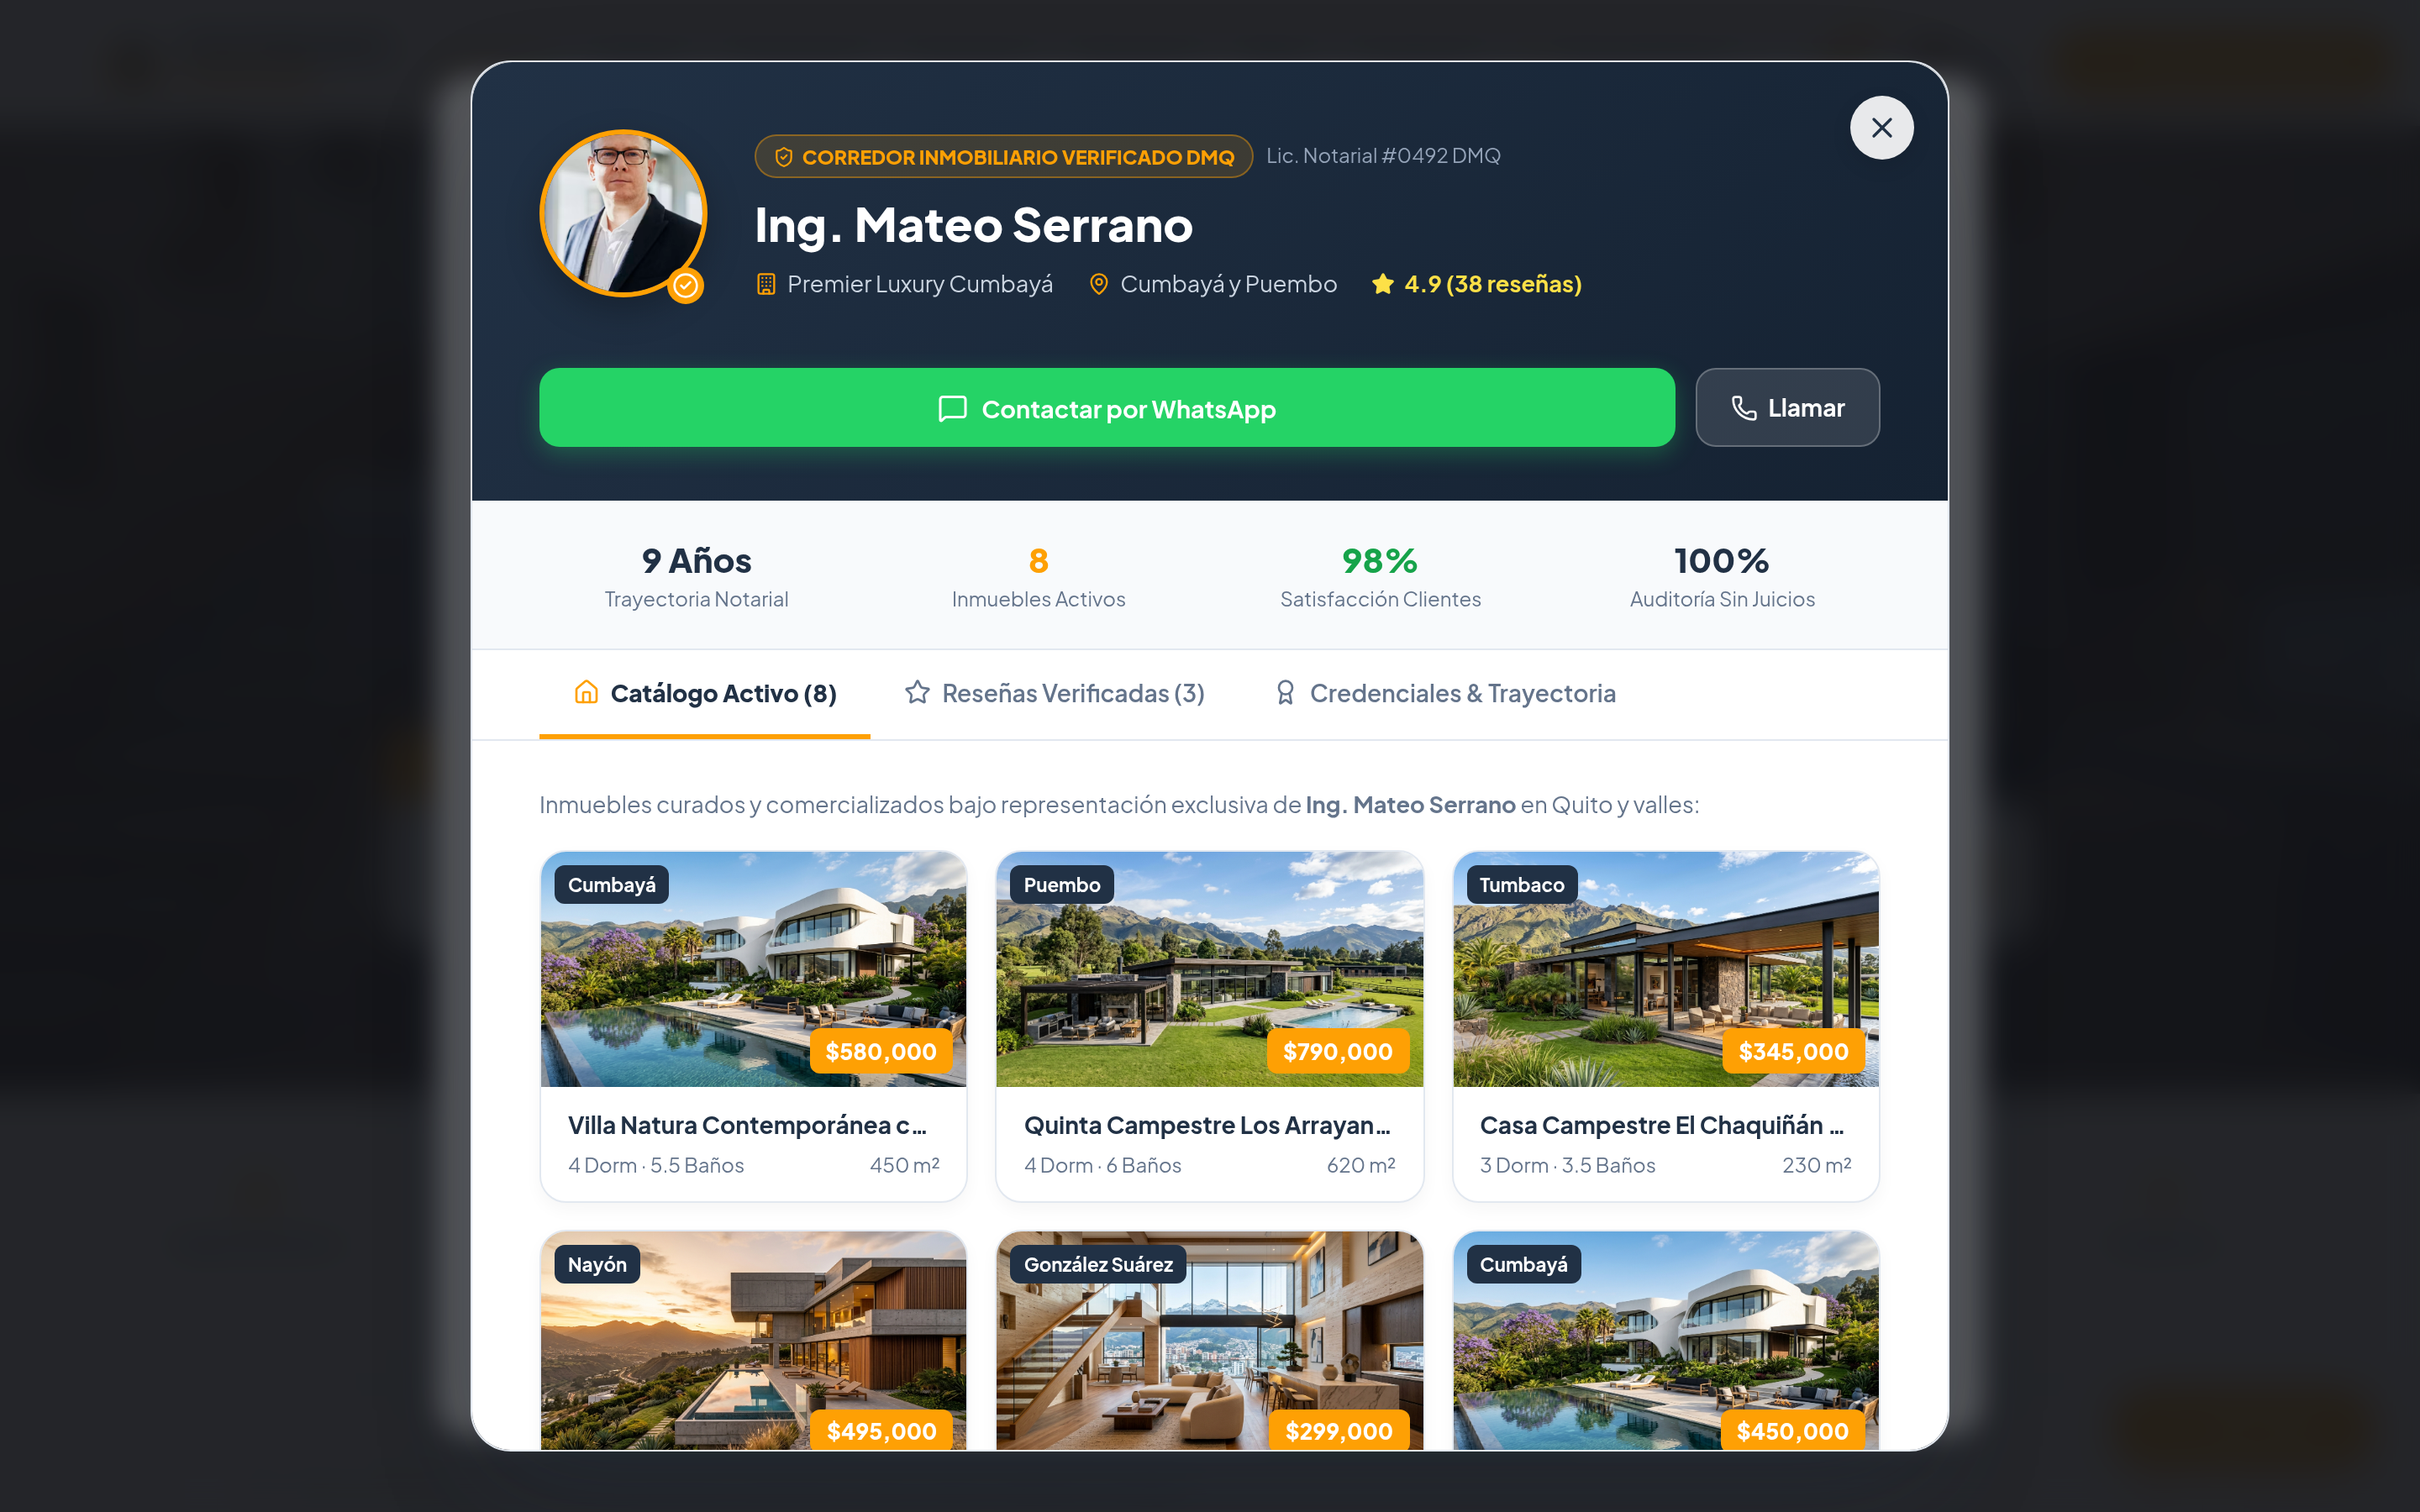 CORREDOR INMOBILIARIO VERIFICADO DMQ Lic. Notarial #0492 DMQ
Ing. Mateo Serrano
Premier Luxury Cumbayá Cumbayá y Puembo 4.9 (38 reseñas)
Contactar por WhatsApp Llamar
9 Años 8 98% 100%
Trayectoria Notarial Inmuebles Activos Satisfacción Clientes Auditoría Sin Juicios
Catálogo Activo (8) Reseñas Verificadas (3) Credenciales & Trayectoria
Inmuebles curados y comercializados bajo representación exclusiva de Ing. Mateo Serrano en Quito y valles:
Cumbayá Puembo Tumbaco
$580,000 $790,000 $345,000
Villa Natura Contemporánea c... Quinta Campestre Los Arrayan... Casa Campestre El Chaquiñán ...
4 Dorm · 5.5 Baños 450 m² 4 Dorm · 6 Baños 620 m² 3 Dorm · 3.5 Baños 230 m²
Nayón González Suárez Cumbayá
$495,000 $299,000 $450,000